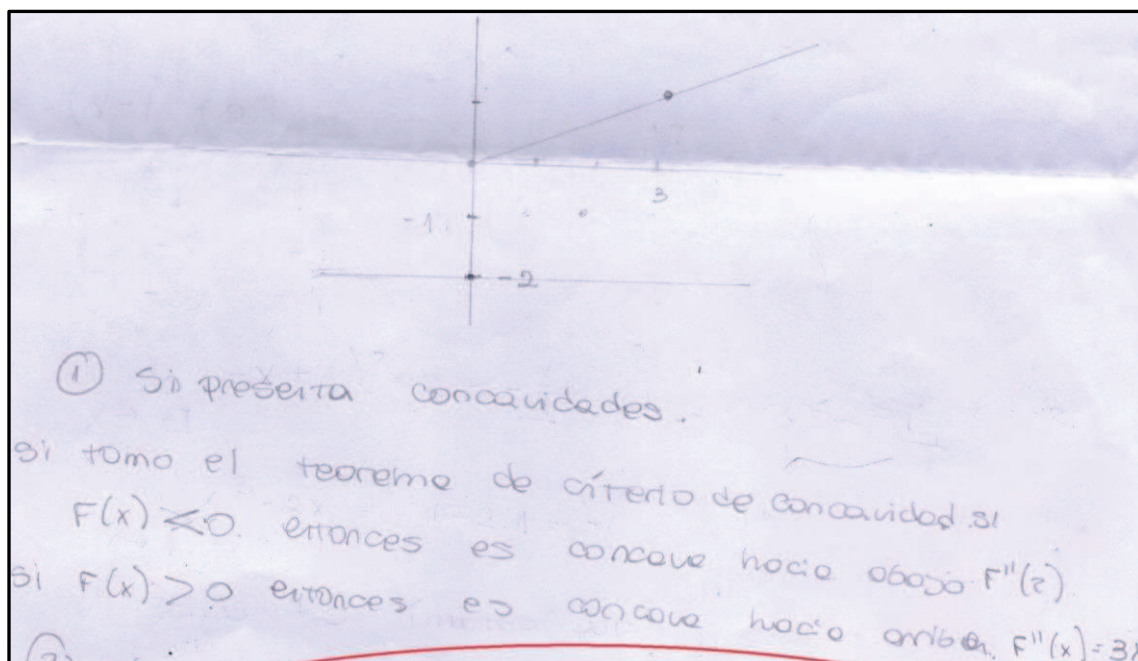 3
-1
-2
① Si presenta concavidades.
si tomo el teorema de criterio de concavidad. si
F(x) < 0. entonces es concave hacia abajo F''(2)
si F(x) > 0 entonces es concava hacia arriba. F''(x) = 3